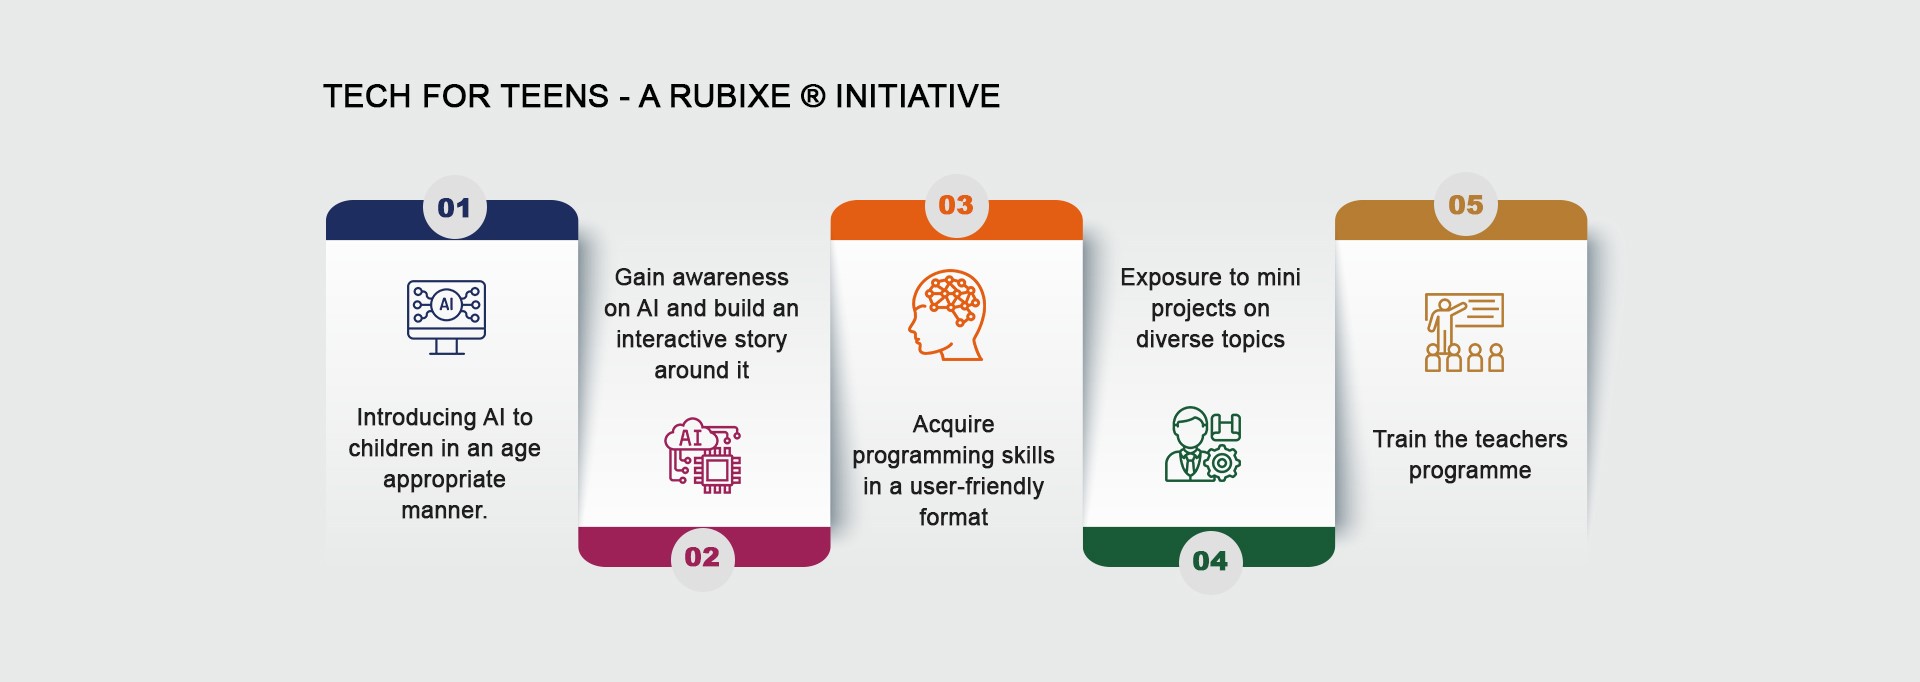 TECH FOR TEENS - A RUBIXE ® INITIATIVE
01
AI
Introducing AI to
children in an age
appropriate
manner.
Gain awareness
on AI and build an
interactive story
around it
AI
02
03
Acquire
programming skills
in a user-friendly
format
Exposure to mini
projects on
diverse topics
04
05
Train the teachers
programme